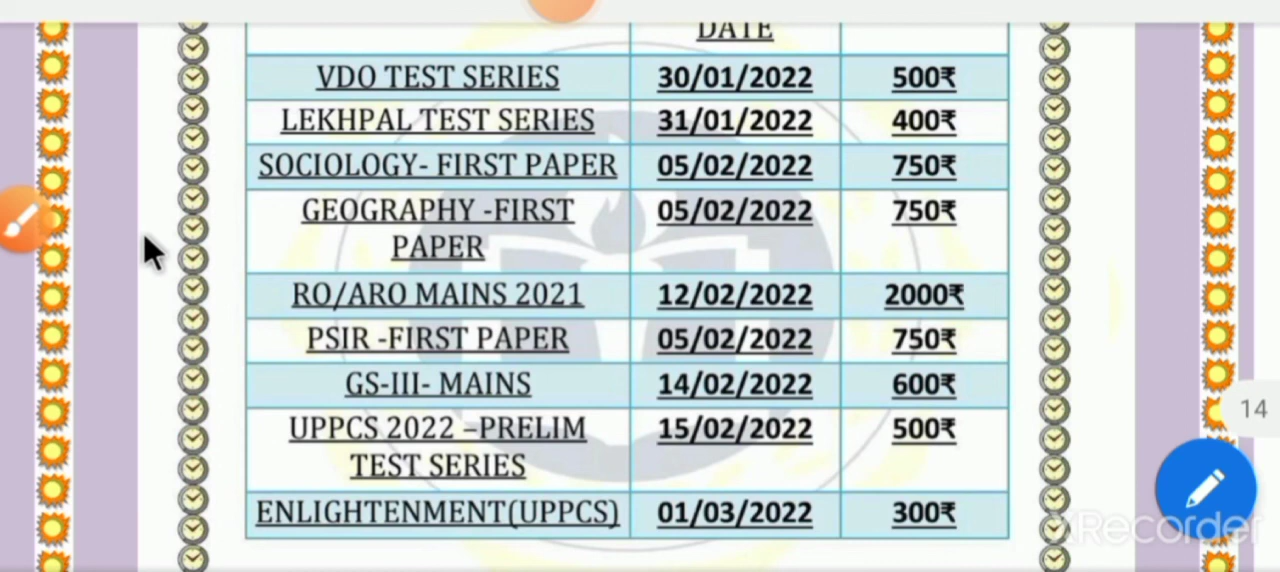 DATE
VDO TEST SERIES 30/01/2022 500₹
LEKHPAL TEST SERIES 31/01/2022 400₹
SOCIOLOGY- FIRST PAPER 05/02/2022 750₹
GEOGRAPHY -FIRST 05/02/2022 750₹
PAPER
RO/ARO MAINS 2021 12/02/2022 2000₹
PSIR -FIRST PAPER 05/02/2022 750₹
GS-III- MAINS 14/02/2022 600₹
14
UPPCS 2022 –PRELIM 15/02/2022 500₹
TEST SERIES
ENLIGHTENMENT(UPPCS) 01/03/2022 300₹
XRecorder